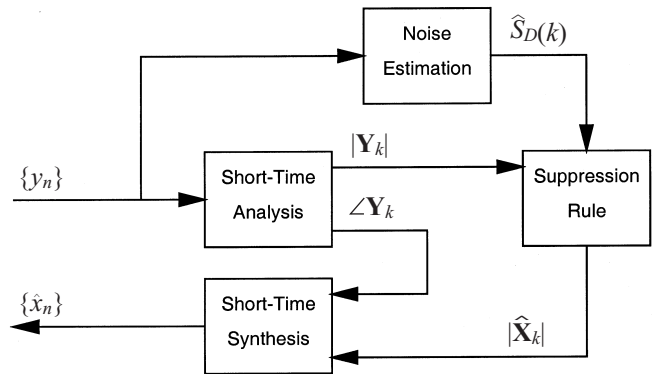 Noise
Estimation
Ŝ_D(k)
|Y_k|
{y_n}
Short-Time
Analysis
Suppression
Rule
∠Y_k
{x̂_n}
Short-Time
Synthesis
|X̂_k|